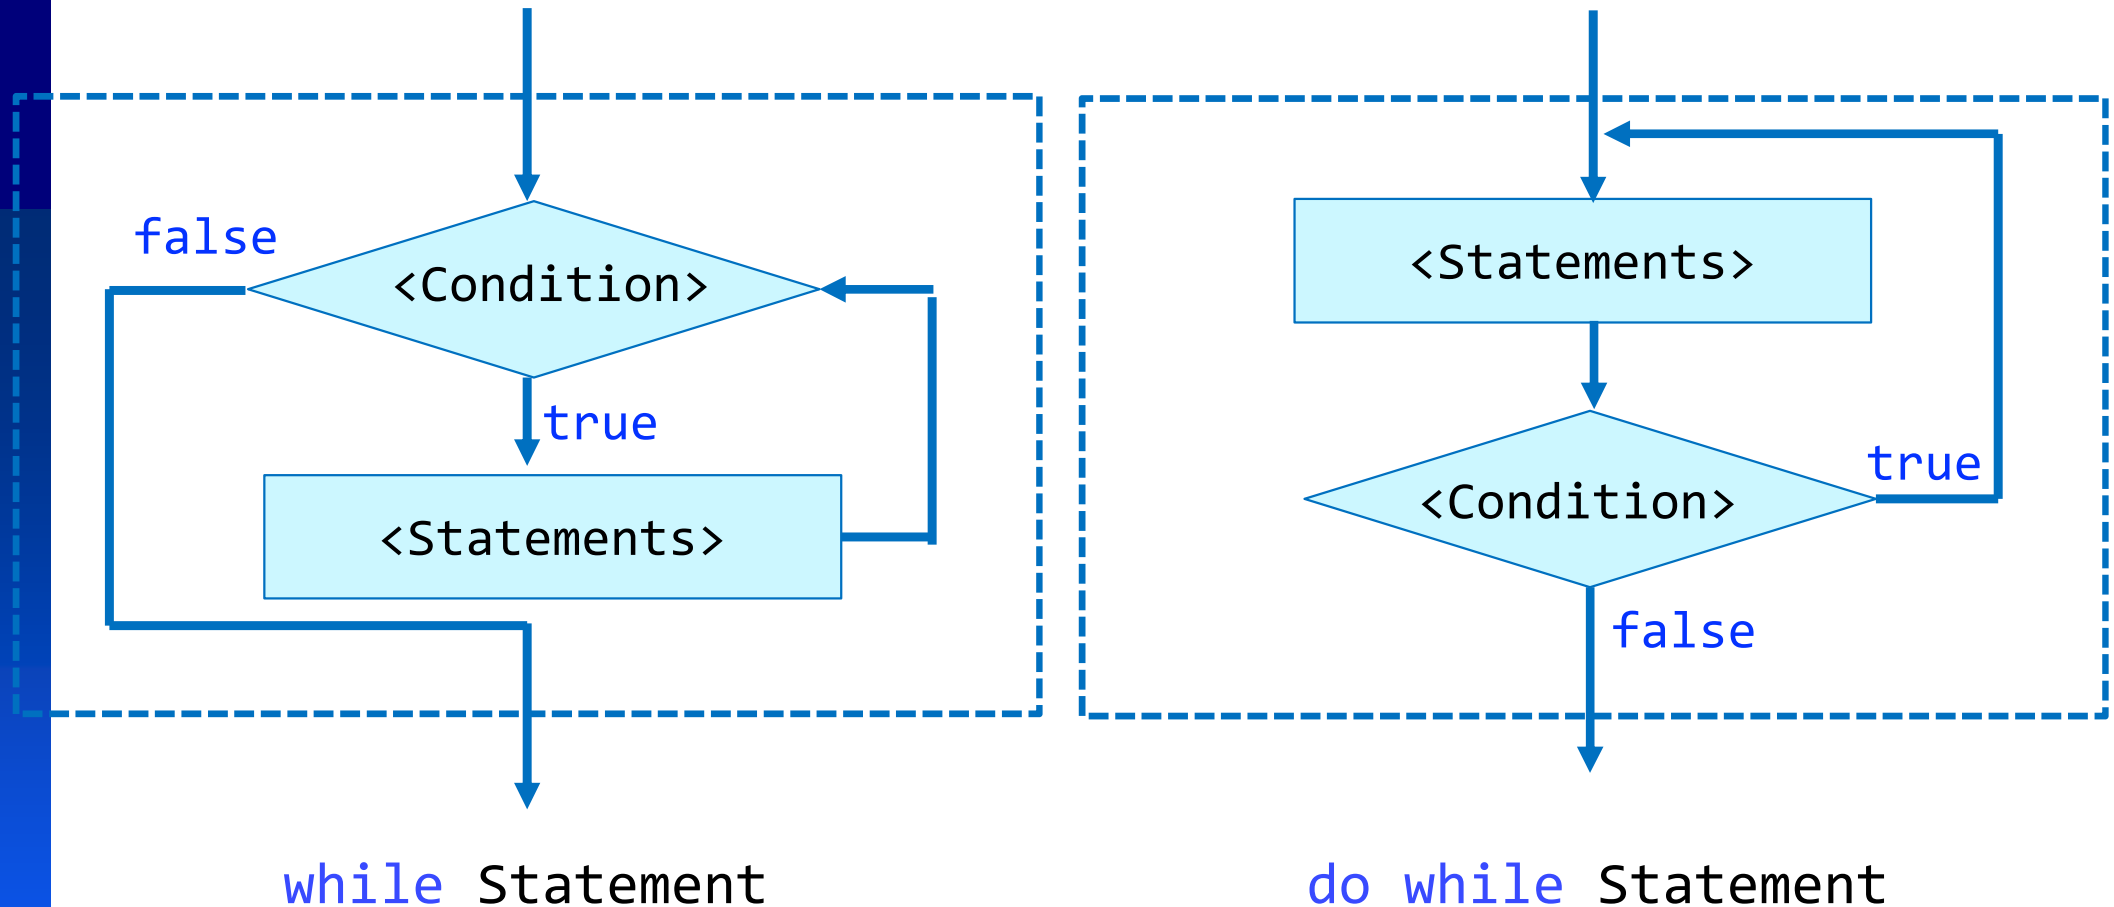 false
<Condition>
true
<Statements>
while Statement
<Statements>
<Condition>
true
false
do while Statement